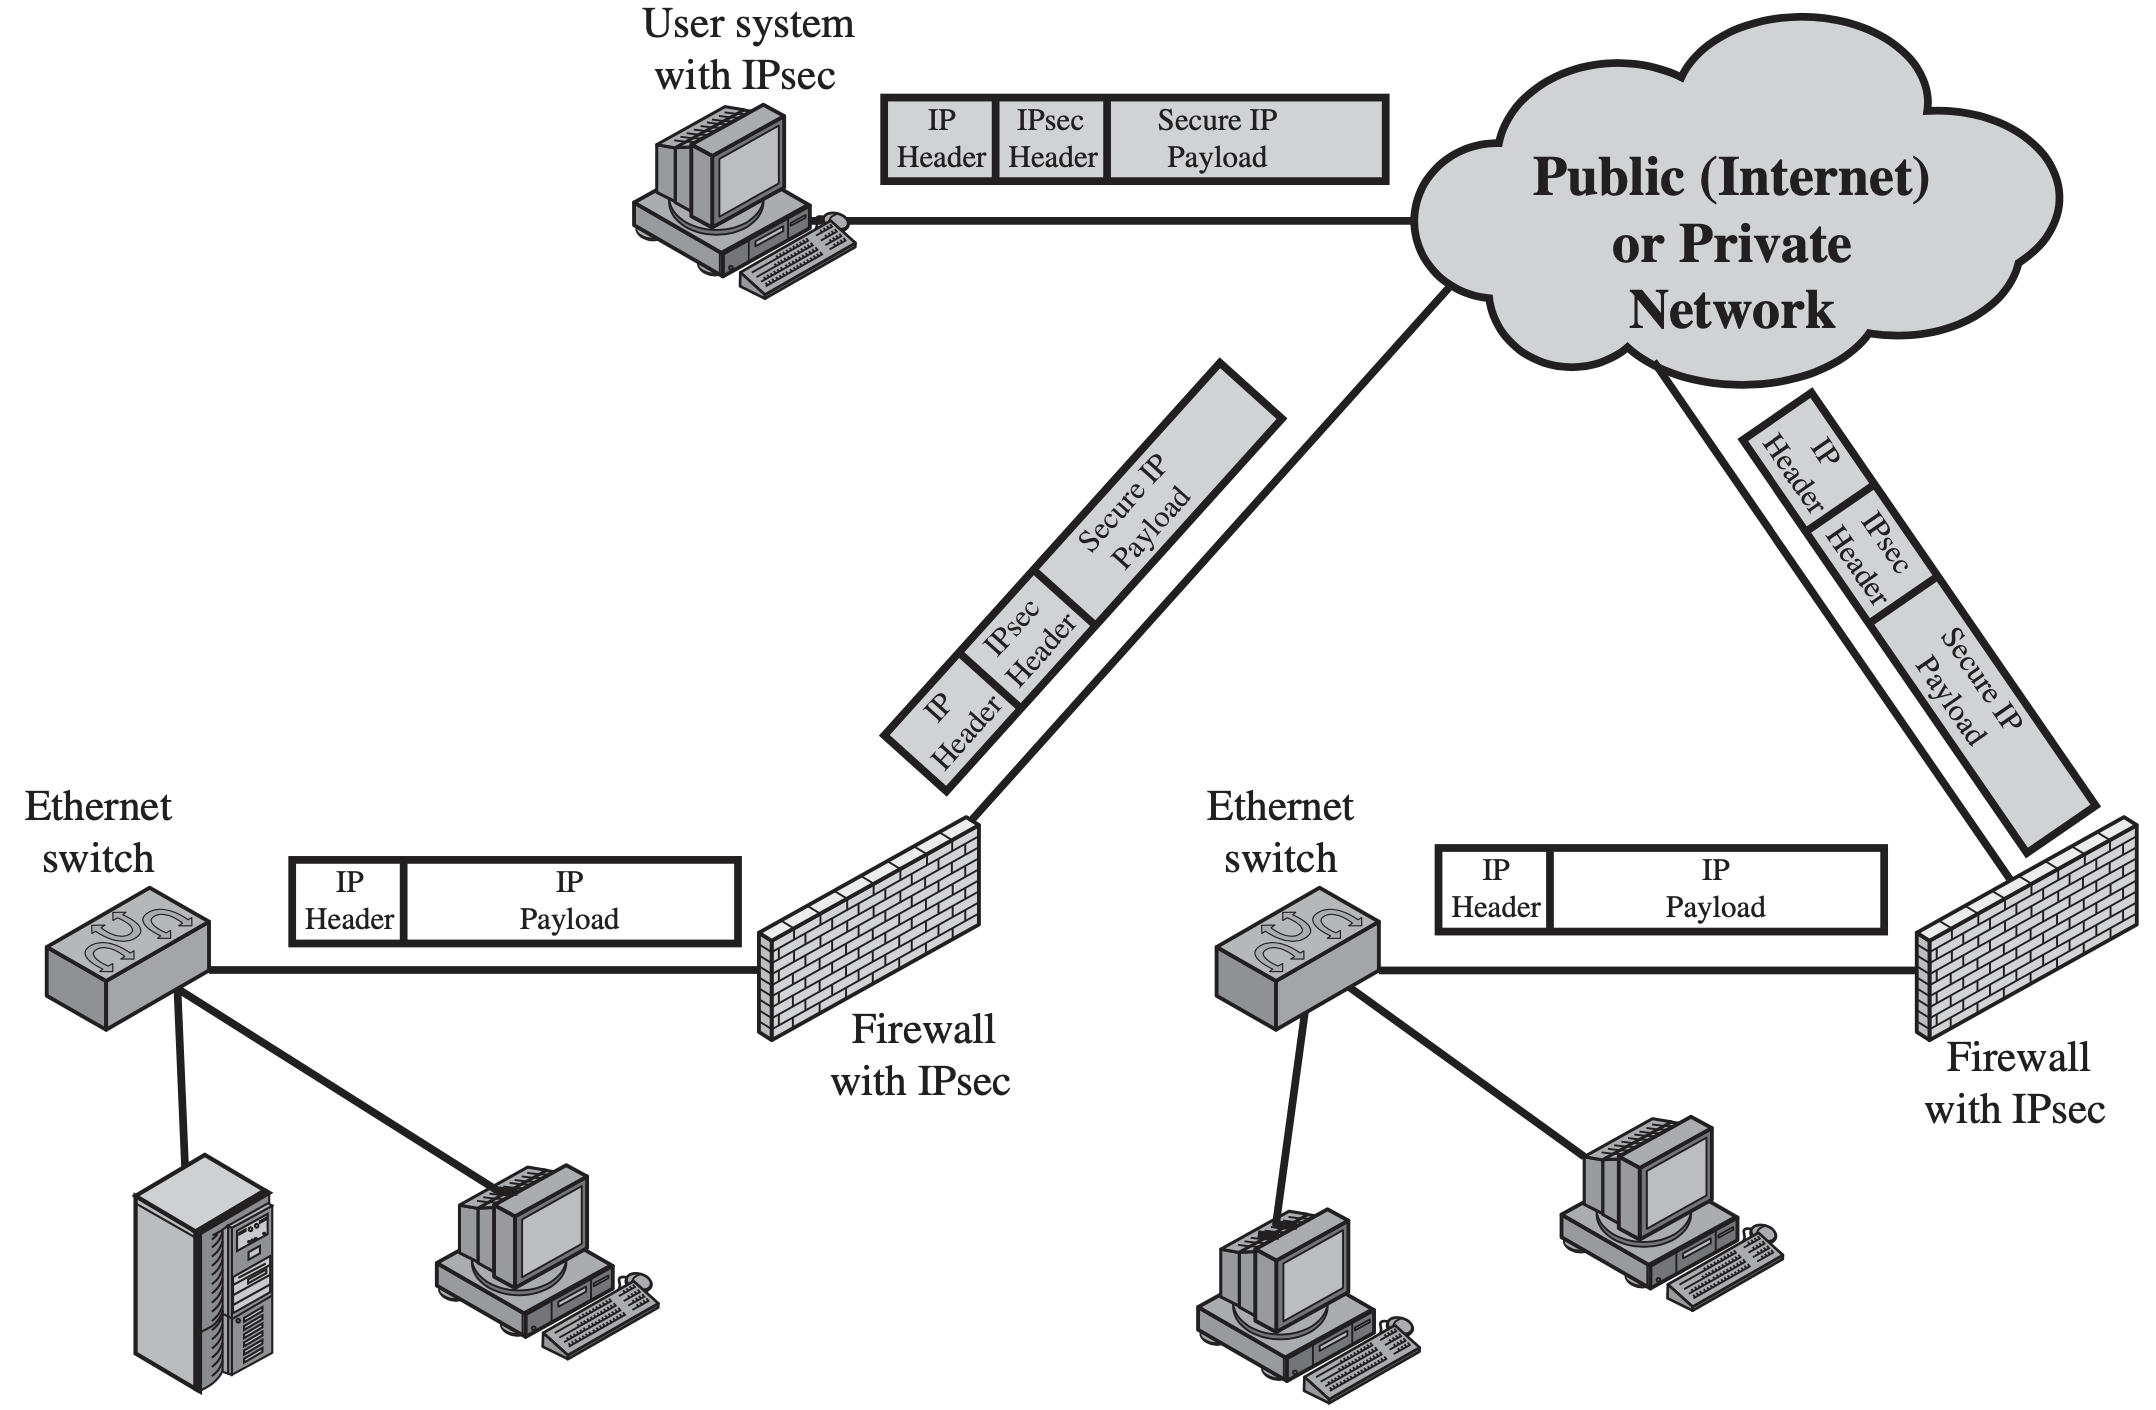 User system
with IPsec
IP
Header
IPsec
Header
Secure IP
Payload
Public (Internet)
or Private
Network
Secure IP
Payload
IPsec
Header
IP
Header
IP
Header
IPsec
Header
Secure IP
Payload
Ethernet
switch
IP
Header
IP
Payload
Firewall
with IPsec
Ethernet
switch
IP
Header
IP
Payload
Firewall
with IPsec